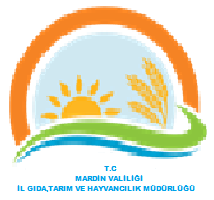 T.C
MARDİN VALİLİĞİ
İL GIDA,TARIM VE HAYVANCILIK MÜDÜRLÜĞÜ